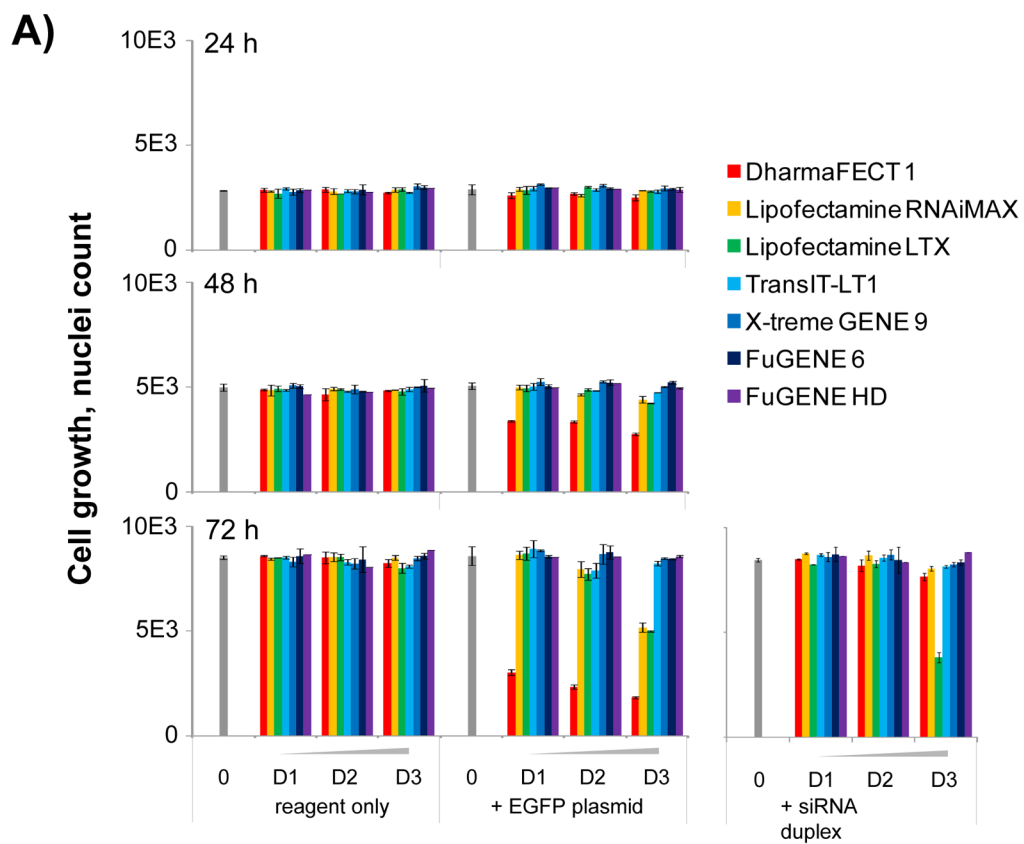 A)
Cell growth, nuclei count
24 h
10E3
5E3
0
48 h
10E3
5E3
0
72 h
10E3
5E3
0
DharmaFECT 1
Lipofectamine RNAiMAX
Lipofectamine LTX
TransIT-LT1
X-treme GENE 9
FuGENE 6
FuGENE HD
0 D1 D2 D3
reagent only
0 D1 D2 D3
+ EGFP plasmid
0 D1 D2 D3
+ siRNA
duplex